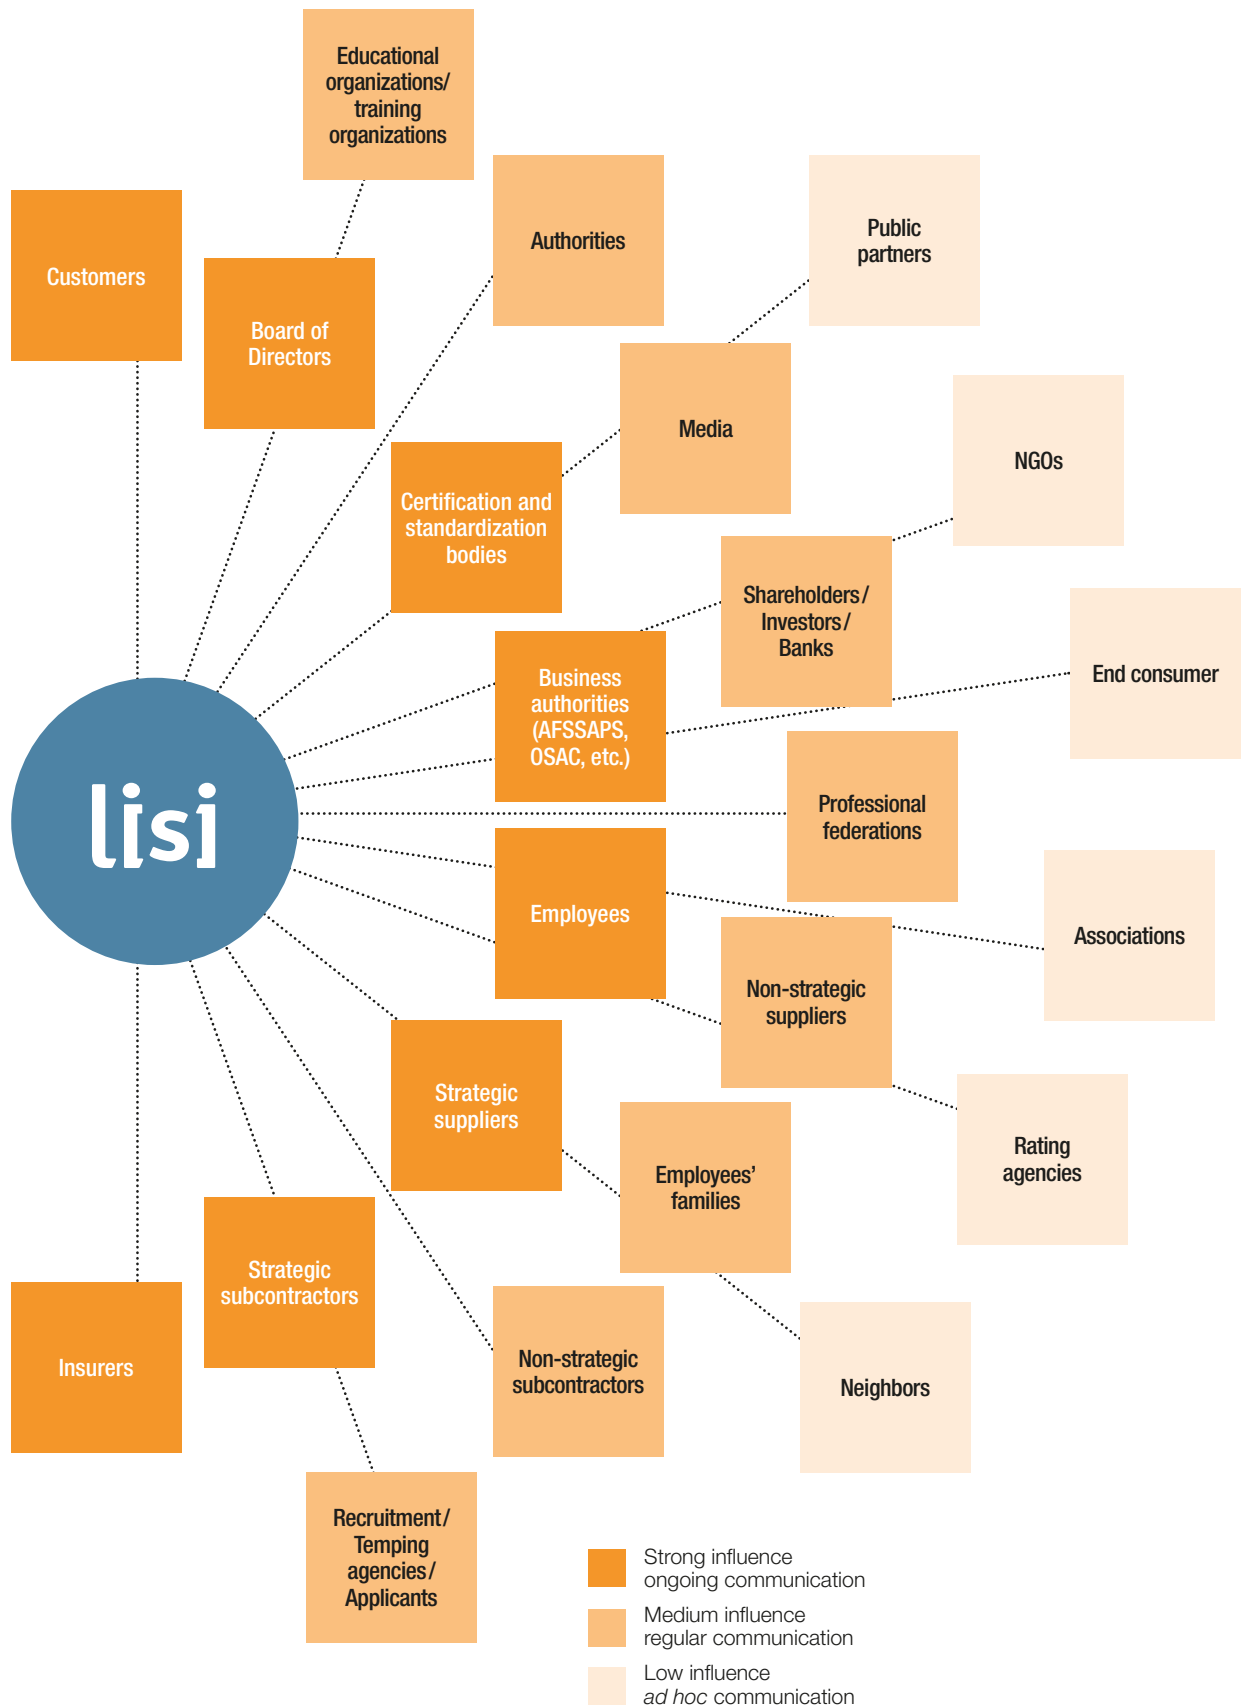 Educational
organizations/
training
organizations
Authorities
Public
partners
Customers
Board of
Directors
Media
NGOs
Certification and
standardization
bodies
Shareholders/
Investors/
Banks
Business
authorities
(AFSSAPS,
OSAC, etc.)
End consumer
lisi
Professional
federations
Employees
Associations
Non-strategic
suppliers
Strategic
suppliers
Rating
agencies
Employees’
families
Strategic
subcontractors
Insurers
Non-strategic
subcontractors
Neighbors
Recruitment/
Temping
agencies/
Applicants
Strong influence
ongoing communication
Medium influence
regular communication
Low influence
ad hoc communication